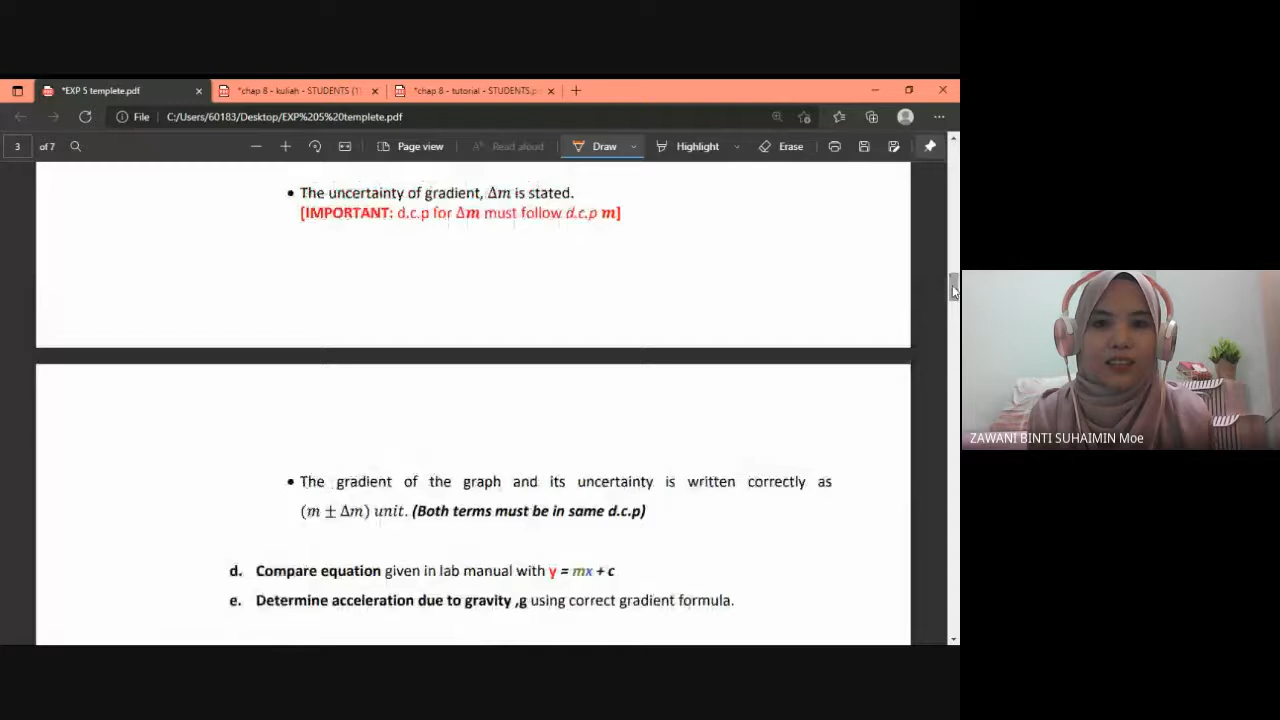 *EXP 5 templete.pdf
*chap 8 - kuliah - STUDENTS (1)
*chap 8 - tutorial - STUDENTS.p
File C:/Users/60183/Desktop/EXP%205%20templete.pdf
3 of 7 Page view Read aloud Draw Highlight Erase
• The uncertainty of gradient, Δm is stated.
[IMPORTANT: d.c.p for Δm must follow d.c.p m]
• The gradient of the graph and its uncertainty is written correctly as
(m ± Δm) unit. (Both terms must be in same d.c.p)
d. Compare equation given in lab manual with y = mx + c
e. Determine acceleration due to gravity ,g using correct gradient formula.
ZAWANI BINTI SUHAIMIN Moe